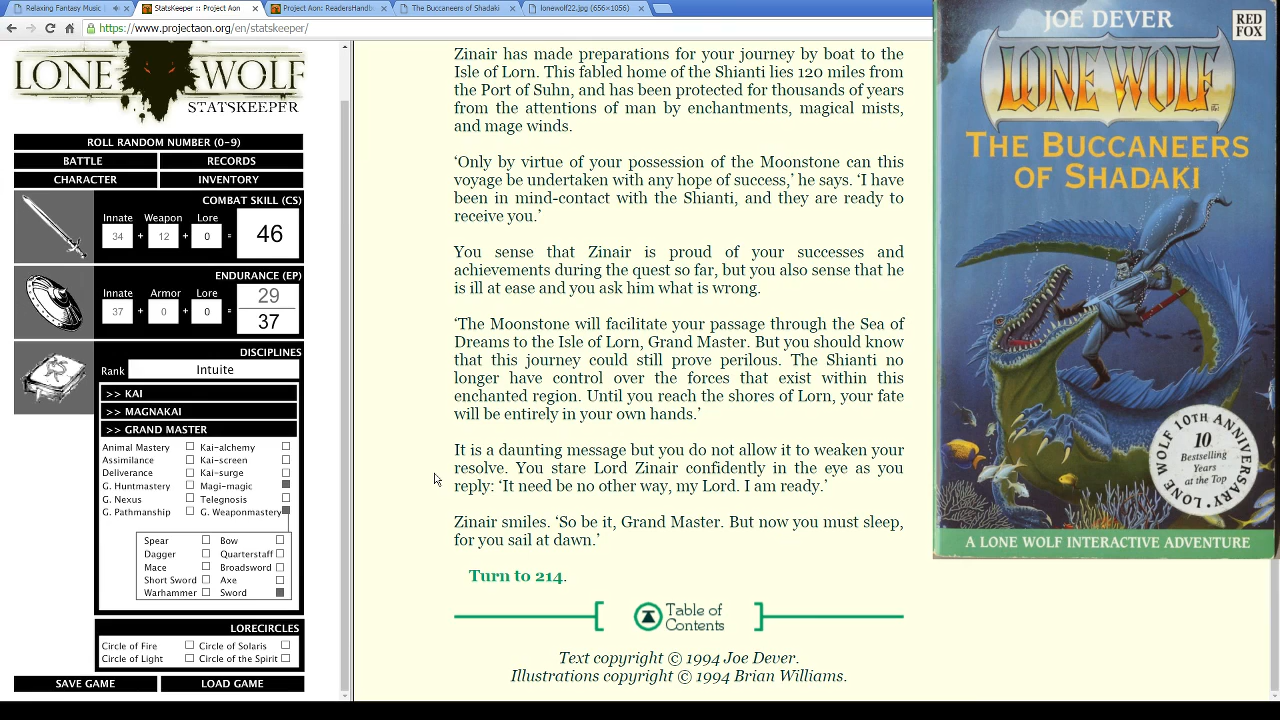 Relaxing Fantasy Music
StatsKeeper :: Project Aon
Project Aon: ReadersHandb
The Buccaneers of Shadaki
lonewolf22.jpg (656×1056)
https://www.projectaon.org/en/statskeeper/
LONE WOLF
STATSKEEPER
ROLL RANDOM NUMBER (0-9)
BATTLE RECORDS
CHARACTER INVENTORY
COMBAT SKILL (CS)
Innate Weapon Lore
34 + 12 + 0 = 46
ENDURANCE (EP)
Innate Armor Lore
29
37 + 0 + 0 =
37
DISCIPLINES
Rank Intuite
>> KAI
>> MAGNAKAI
>> GRAND MASTER
Animal Mastery Kai-alchemy
Assimilance Kai-screen
Deliverance Kai-surge
G. Huntmastery Magi-magic
G. Nexus Telegnosis
G. Pathmanship G. Weaponmastery
Spear Bow
Dagger Quarterstaff
Mace Broadsword
Short Sword Axe
Warhammer Sword
LORECIRCLES
Circle of Fire Circle of Solaris
Circle of Light Circle of the Spirit
SAVE GAME LOAD GAME
Zinair has made preparations for your journey by boat to the
Isle of Lorn. This fabled home of the Shianti lies 120 miles from
the Port of Suhn, and has been protected for thousands of years
from the attentions of man by enchantments, magical mists,
and mage winds.
‘Only by virtue of your possession of the Moonstone can this
voyage be undertaken with any hope of success,’ he says. ‘I have
been in mind-contact with the Shianti, and they are ready to
receive you.’
You sense that Zinair is proud of your successes and
achievements during the quest so far, but you also sense that he
is ill at ease and you ask him what is wrong.
‘The Moonstone will facilitate your passage through the Sea of
Dreams to the Isle of Lorn, Grand Master. But you should know
that this journey could still prove perilous. The Shianti no
longer have control over the forces that exist within this
enchanted region. Until you reach the shores of Lorn, your fate
will be entirely in your own hands.’
It is a daunting message but you do not allow it to weaken your
resolve. You stare Lord Zinair confidently in the eye as you
reply: ‘It need be no other way, my Lord. I am ready.’
Zinair smiles. ‘So be it, Grand Master. But now you must sleep,
for you sail at dawn.’
Turn to 214.
Table of
Contents
Text copyright © 1994 Joe Dever.
Illustrations copyright © 1994 Brian Williams.
JOE DEVER
RED
FOX
LONE WOLF
THE BUCCANEERS
OF SHADAKI
LONE WOLF 10TH ANNIVERSARY
10
Bestselling
Years
at the Top
A LONE WOLF INTERACTIVE ADVENTURE